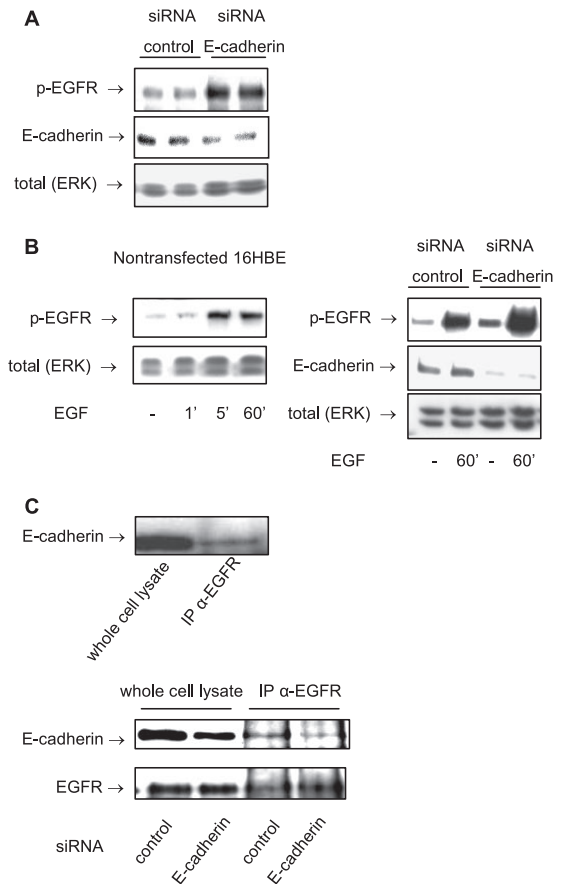 A
siRNA siRNA
control E-cadherin
p-EGFR →
E-cadherin →
total (ERK) →
B
Nontransfected 16HBE
p-EGFR →
total (ERK) →
EGF - 1' 5' 60'
siRNA siRNA
control E-cadherin
p-EGFR →
E-cadherin →
total (ERK) →
EGF - 60' - 60'
C
E-cadherin →
whole cell lysate IP α-EGFR
whole cell lysate IP α-EGFR
E-cadherin →
EGFR →
siRNA control E-cadherin control E-cadherin